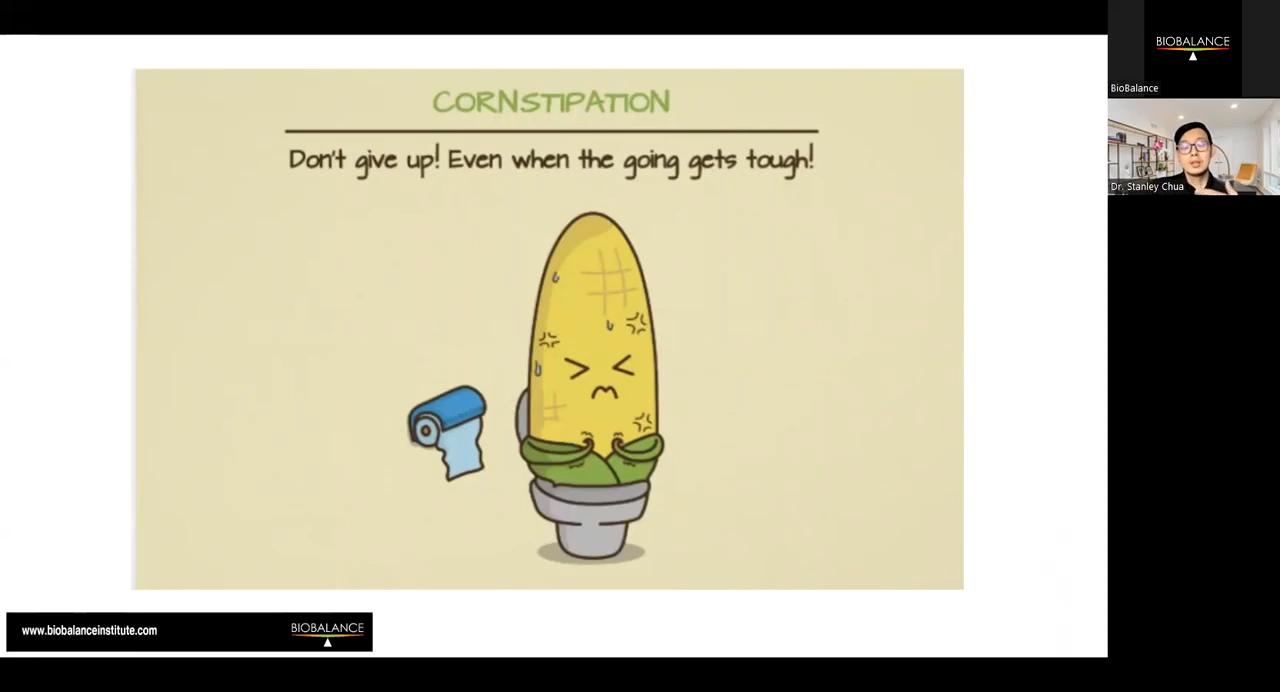 CORNSTIPATION
Don't give up! Even when the going gets tough!
www.biobalanceinstitute.com
BIOBALANCE
BIOBALANCE
BioBalance
Dr. Stanley Chua